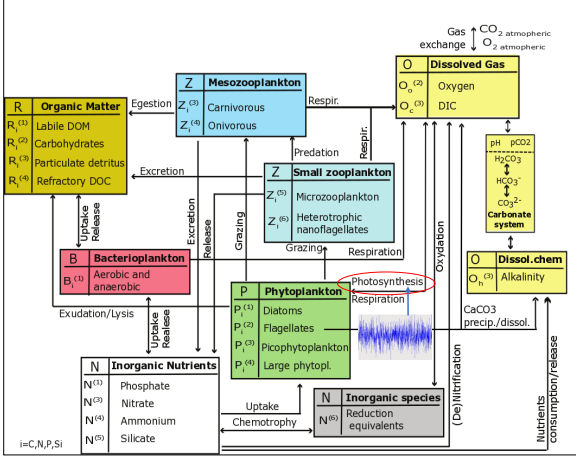 Gas exchange
CO2 atmospheric
O2 atmospheric
Z Mesozooplankton
Zi(3) Carnivorous
Zi(4) Onivorous
O Dissolved Gas
Oo(2) Oxygen
Oc(3) DIC
R Organic Matter
Ri(1) Labile DOM
Ri(2) Carbohydrates
Ri(3) Particulate detritus
Ri(4) Refractory DOC
Egestion
Respir.
Respir.
Predation
Excretion
pH pCO2
H2CO3
HCO3-
CO32-
Carbonate
system
Z Small zooplankton
Zi(5) Microzooplankton
Zi(6) Heterotrophic
nanoflagellates
Uptake
Release
Excretion
Release
Grazing
Grazing
Oxydation
B Bacterioplankton
Bi(1) Aerobic and
anaerobic
Respiration
O Dissol.chem
Oh(3) Alkalinity
P Phytoplankton
Pi(1) Diatoms
Pi(2) Flagellates
Pi(3) Picophytoplankton
Pi(4) Large phytopl.
Photosynthesis
Respiration
CaCO3
precip./dissol.
Exudation/Lysis
Uptake
Realese
N Inorganic Nutrients
N(1) Phosphate
N(3) Nitrate
N(4) Ammonium
N(5) Silicate
Uptake
Chemotrophy
N Inorganic species
N(6) Reduction
equivalents
(De)Nitrification
Nutrients
consumption/release
i=C,N,P,Si